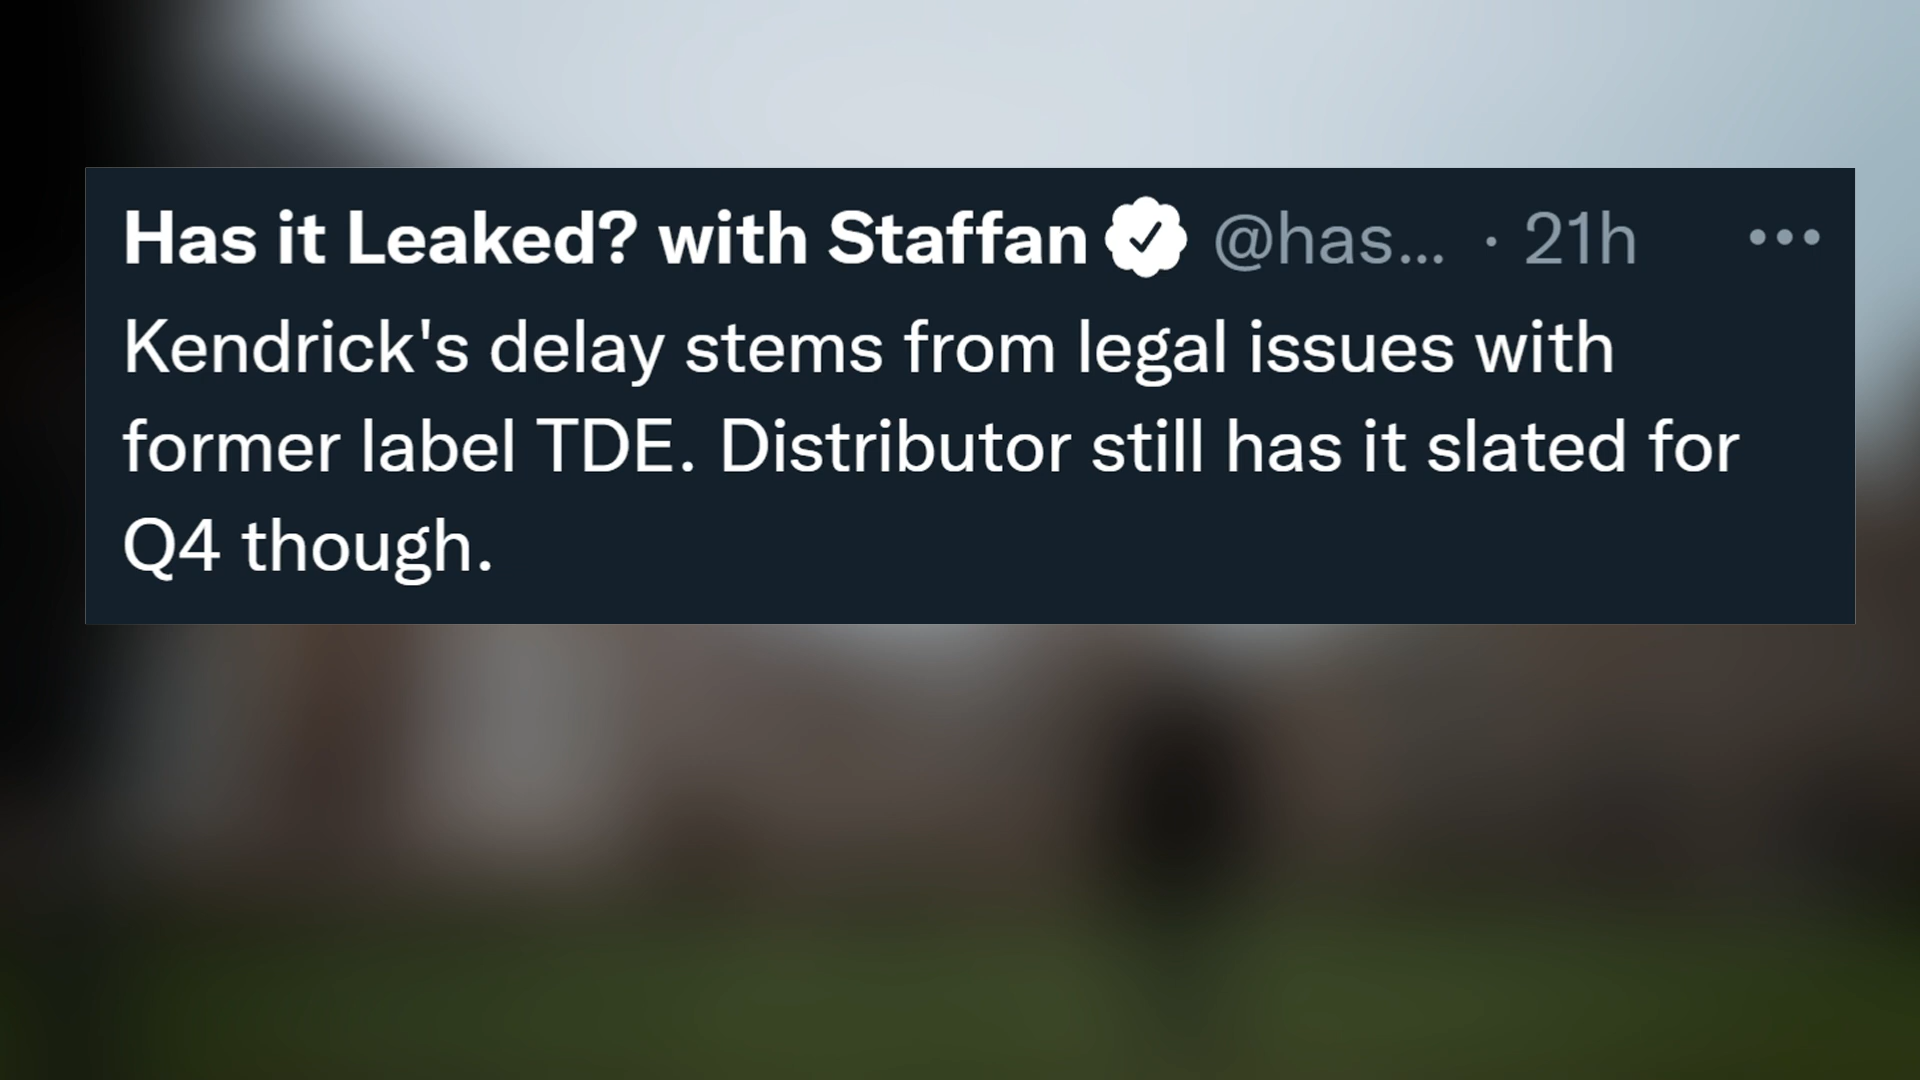 Has it Leaked? with Staffan @has... · 21h
Kendrick's delay stems from legal issues with
former label TDE. Distributor still has it slated for
Q4 though.